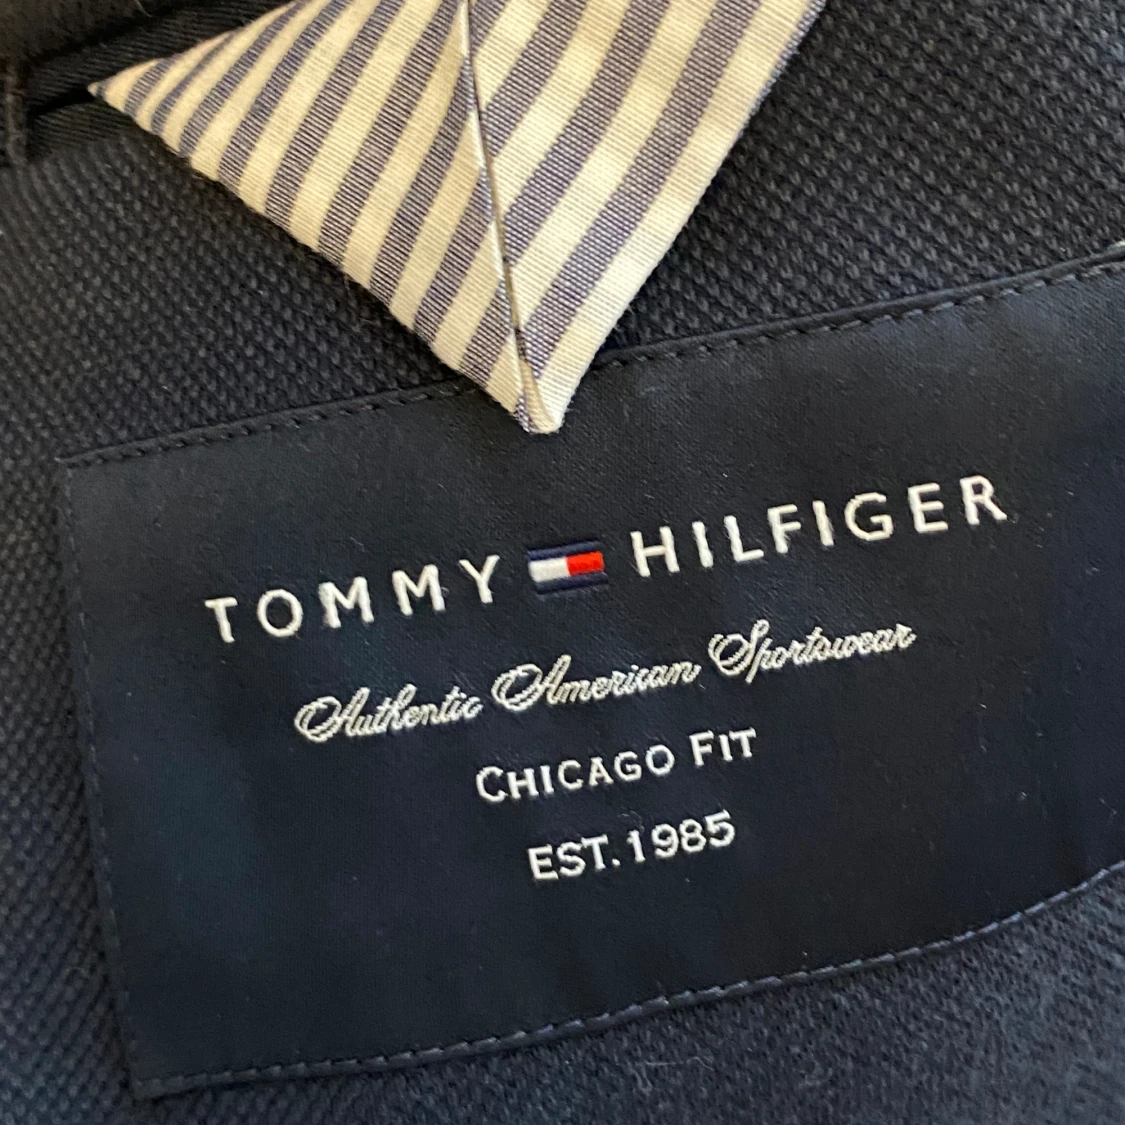 TOMMY HILFIGER
Authentic American Sportswear
CHICAGO FIT
EST.1985